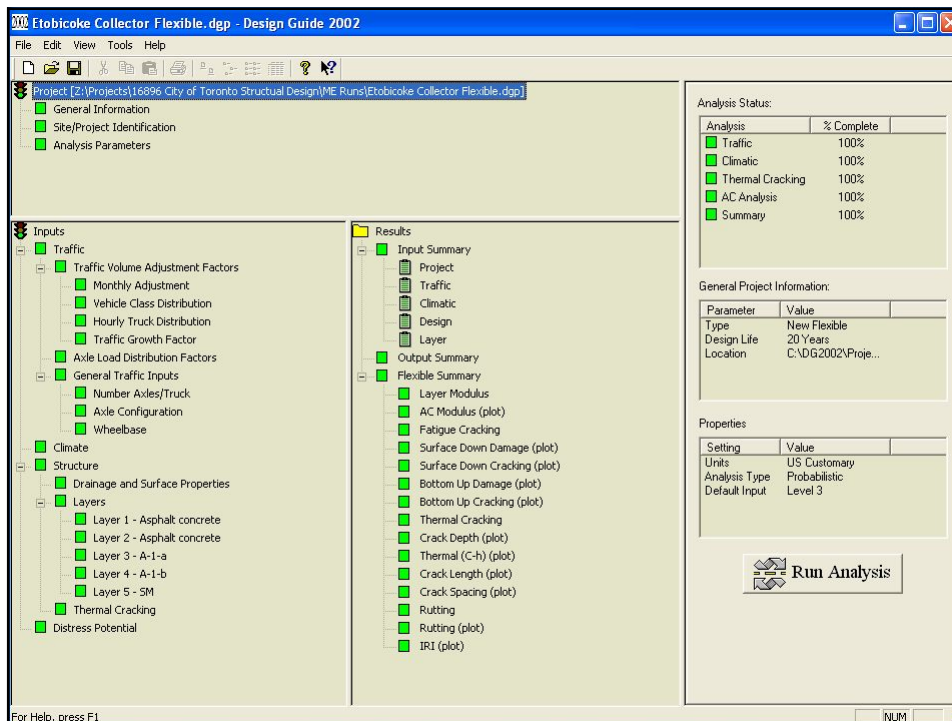 Etobicoke Collector Flexible.dgp - Design Guide 2002
File Edit View Tools Help
Project [Z:\Projects\16896 City of Toronto Structual Design\ME Runs\Etobicoke Collector Flexible.dgp]
General Information
Site/Project Identification
Analysis Parameters
Inputs
Traffic
Traffic Volume Adjustment Factors
Monthly Adjustment
Vehicle Class Distribution
Hourly Truck Distribution
Traffic Growth Factor
Axle Load Distribution Factors
General Traffic Inputs
Number Axles/Truck
Axle Configuration
Wheelbase
Climate
Structure
Drainage and Surface Properties
Layers
Layer 1 - Asphalt concrete
Layer 2 - Asphalt concrete
Layer 3 - A-1-a
Layer 4 - A-1-b
Layer 5 - SM
Thermal Cracking
Distress Potential
Results
Input Summary
Project
Traffic
Climatic
Design
Layer
Output Summary
Flexible Summary
Layer Modulus
AC Modulus (plot)
Fatigue Cracking
Surface Down Damage (plot)
Surface Down Cracking (plot)
Bottom Up Damage (plot)
Bottom Up Cracking (plot)
Thermal Cracking
Crack Depth (plot)
Thermal (C-h) (plot)
Crack Length (plot)
Crack Spacing (plot)
Rutting
Rutting (plot)
IRI (plot)
Analysis Status:
Analysis % Complete
Traffic 100%
Climatic 100%
Thermal Cracking 100%
AC Analysis 100%
Summary 100%
General Project Information:
Parameter Value
Type New Flexible
Design Life 20 Years
Location C:\DG2002\Proje...
Properties
Setting Value
Units US Customary
Analysis Type Probabilistic
Default Input Level 3
Run Analysis
For Help, press F1
NUM